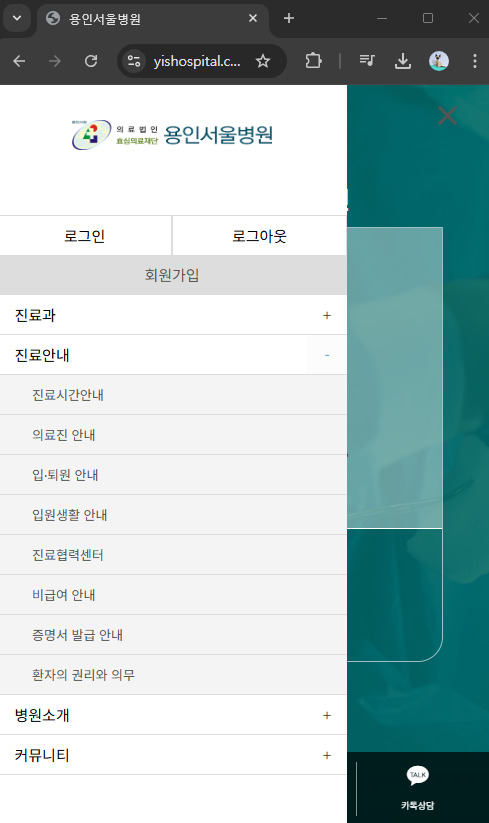 용인서울병원
yishospital.c...
의료법인
효심의료재단
용인서울병원
로그인
로그아웃
회원가입
진료과
+
진료안내
-
진료시간안내
의료진 안내
입·퇴원 안내
입원생활 안내
진료협력센터
비급여 안내
증명서 발급 안내
환자의 권리와 의무
병원소개
+
커뮤니티
+
TALK
카톡상담